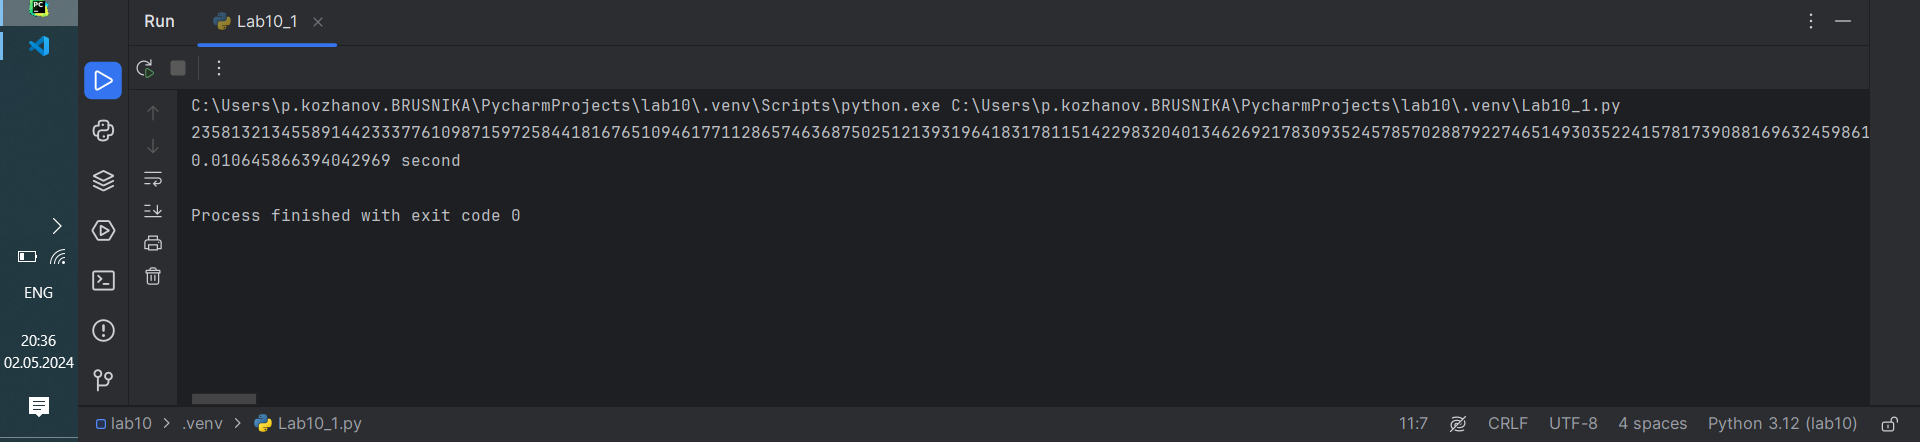 PC
Run
Lab10_1
C:\Users\p.kozhanov.BRUSNIKA\PycharmProjects\lab10\.venv\Scripts\python.exe C:\Users\p.kozhanov.BRUSNIKA\PycharmProjects\lab10\.venv\Lab10_1.py
235813213455891442333776109871597258441816765109461771128657463687502512139319641831781151422983204013462692178309352457857028879227465149303522415781739088169632459861
0.010645866394042969 second
Process finished with exit code 0
ENG
20:36
02.05.2024
lab10 > .venv > Lab10_1.py 11:7 CRLF UTF-8 4 spaces Python 3.12 (lab10)